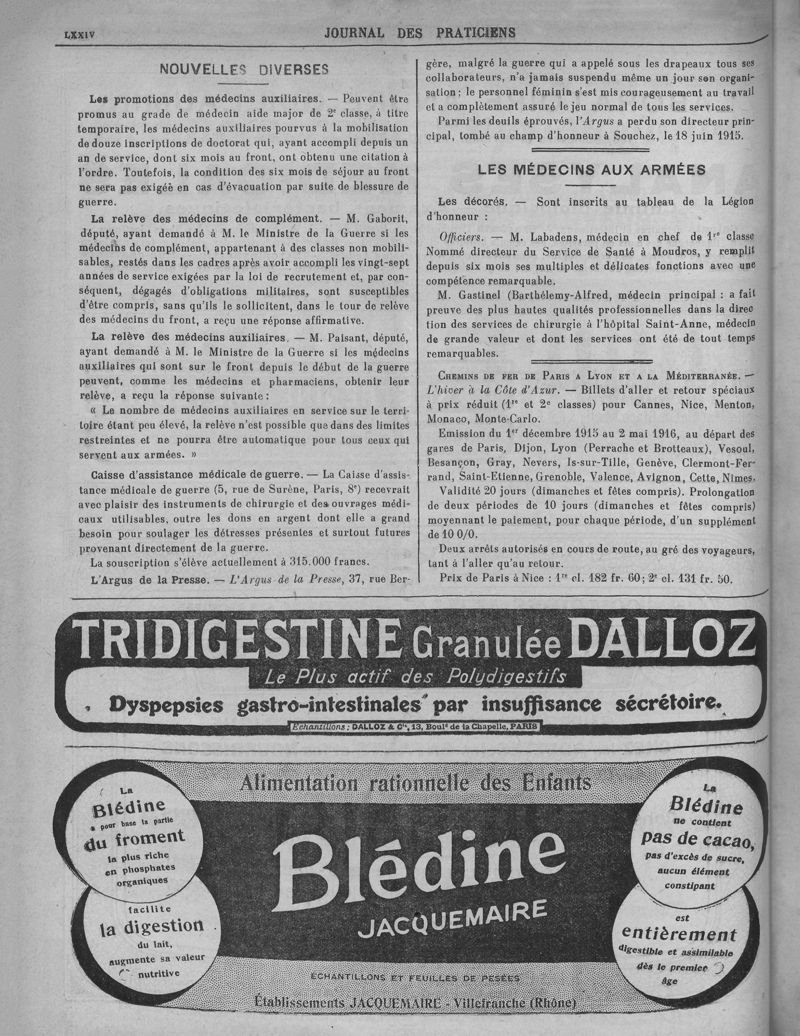 LXXIV
JOURNAL DES PRATICIENS
NOUVELLES DIVERSES
Les promotions des médecins auxiliaires. — Peuvent être
promus au grade de médecin aide major de 2e classe, à titre
temporaire, les médecins auxiliaires pourvus à la mobilisation
de douze inscriptions de doctorat qui, ayant accompli depuis un
an de service, dont six mois au front, ont obtenu une citation à
l'ordre. Toutefois, la condition des six mois de séjour au front
ne sera pas exigée en cas d'évacuation par suite de blessure de
guerre.
La relève des médecins de complément. — M. Gaborit,
député, ayant demandé à M. le Ministre de la Guerre si les
médecins de complément, appartenant à des classes non mobili-
sables, restés dans les cadres après avoir accompli les vingt-sept
années de service exigées par la loi de recrutement et, par con-
séquent, dégagés d'obligations militaires, sont susceptibles
d'être compris, sans qu'ils le sollicitent, dans le tour de relève
des médecins du front, a reçu une réponse affirmative.
La relève des médecins auxiliaires. — M. Paisant, député,
ayant demandé à M. le Ministre de la Guerre si les médecins
auxiliaires qui sont sur le front depuis le début de la guerre
peuvent, comme les médecins et pharmaciens, obtenir leur
relève, a reçu la réponse suivante :
« Le nombre de médecins auxiliaires en service sur le terri-
toire étant peu élevé, la relève n'est possible que dans des limites
restreintes et ne pourra être automatique pour tous ceux qui
servent aux armées. »
Caisse d'assistance médicale de guerre. — La Caisse d'assis-
tance médicale de guerre (5, rue de Surène, Paris, 8e) recevrait
avec plaisir des instruments de chirurgie et des ouvrages médi-
caux utilisables, outre les dons en argent dont elle a grand
besoin pour soulager les détresses présentes et surtout futures
provenant directement de la guerre.
La souscription s'élève actuellement à 315.000 francs.
L'Argus de la Presse. — L'Argus de la Presse, 37, rue Ber-
gère, malgré la guerre qui a appelé sous les drapeaux tous ses
collaborateurs, n'a jamais suspendu même un jour son organi-
sation ; le personnel féminin s'est mis courageusement au travail
et a complètement assuré le jeu normal de tous les services.
Parmi les deuils éprouvés, l'Argus a perdu son directeur prin-
cipal, tombé au champ d'honneur à Souchez, le 18 juin 1915.
LES MÉDECINS AUX ARMÉES
Les décorés. — Sont inscrits au tableau de la Légion
d'honneur :
Officiers. — M. Labadens, médecin en chef de 1re classe
Nommé directeur du Service de Santé à Moudros, y remplit
depuis six mois ses multiples et délicates fonctions avec une
compétence remarquable.
M. Gastinel (Barthélemy-Alfred, médecin principal : a fait
preuve des plus hautes qualités professionnelles dans la direc
tion des services de chirurgie à l'hôpital Saint-Anne, médecin
de grande valeur et dont les services ont été de tout temps
remarquables.
CHEMINS DE FER DE PARIS A LYON ET A LA MÉDITERRANÉE. —
L'hiver à la Côte d'Azur. — Billets d'aller et retour spéciaux
à prix réduit (1re et 2e classes) pour Cannes, Nice, Menton,
Monaco, Monte-Carlo.
Emission du 1er décembre 1915 au 2 mai 1916, au départ des
gares de Paris, Dijon, Lyon (Perrache et Brotteaux), Vesoul,
Besançon, Gray, Nevers, Is-sur-Tille, Genève, Clermont-Fer-
rand, Saint-Etienne, Grenoble, Valence, Avignon, Cette, Nimes.
Validité 20 jours (dimanches et fêtes compris). Prolongation
de deux périodes de 10 jours (dimanches et fêtes compris)
moyennant le paiement, pour chaque période, d'un supplément
de 10 0/0.
Deux arrêts autorisés en cours de route, au gré des voyageurs,
tant à l'aller qu'au retour.
Prix de Paris à Nice : 1re cl. 182 fr. 60 ; 2e cl. 131 fr. 50.
TRIDIGESTINE Granulée DALLOZ
Le Plus actif des Polydigestifs
Dyspepsies gastro-intestinales par insuffisance sécrétoire.
Echantillons : DALLOZ & Cie, 13, Bould de la Chapelle, PARIS
Alimentation rationnelle des Enfants
La
Blédine
a pour base la partie
du froment
la plus riche
en phosphates
organiques
facilite
la digestion
du lait,
augmente sa valeur
nutritive
Blédine
JACQUEMAIRE
La
Blédine
ne contient
pas de cacao,
pas d'excès de sucre,
aucun élément
constipant
est
entièrement
digestible et assimilable
dès le premier
âge
ÉCHANTILLONS ET FEUILLES DE PESÉES
Établissements JACQUEMAIRE - Villefranche (Rhône)